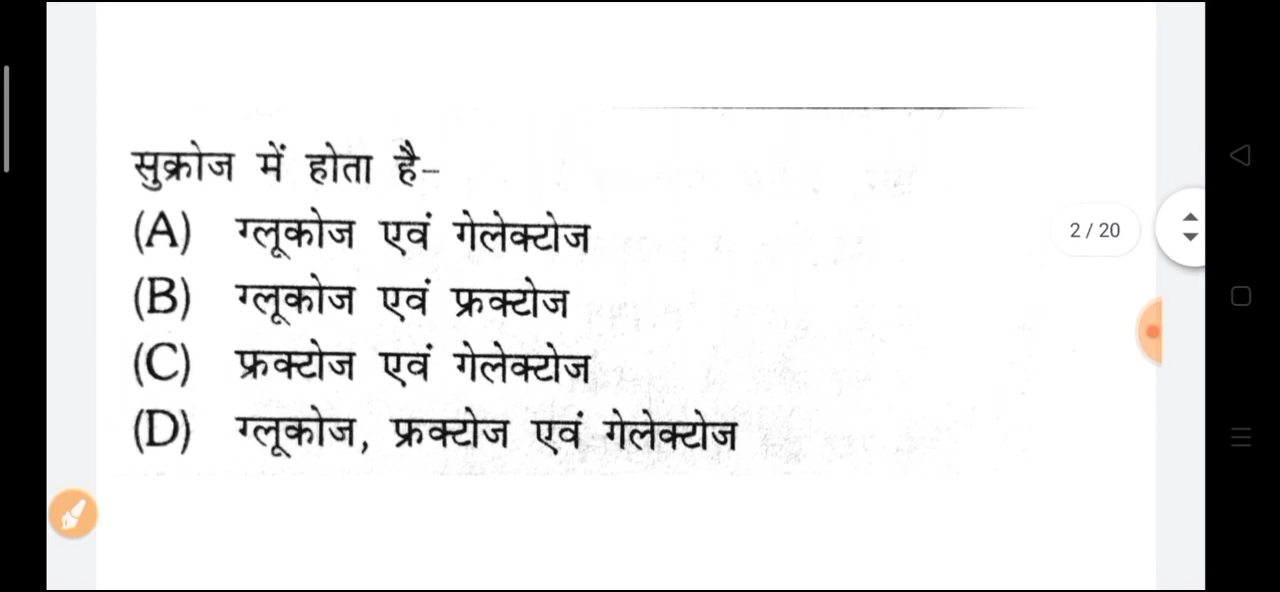 सुक्रोज में होता है-
(A) ग्लूकोज एवं गेलेक्टोज
2 / 20
(B) ग्लूकोज एवं फ्रक्टोज
(C) फ्रक्टोज एवं गेलेक्टोज
(D) ग्लूकोज, फ्रक्टोज एवं गेलेक्टोज